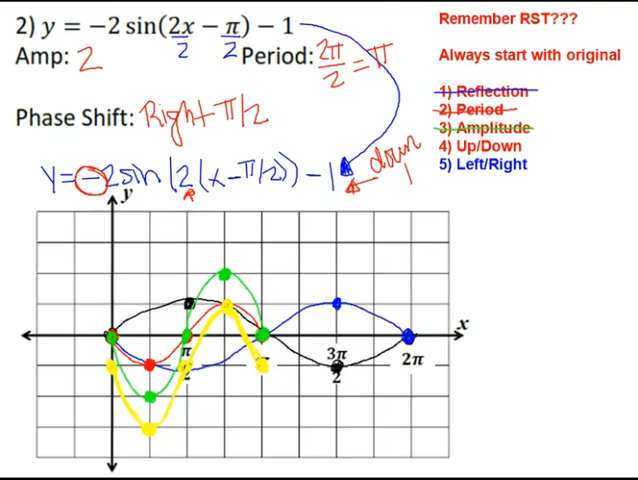 2) y = −2 sin(2x − π) − 1
2 2
Amp: 2 Period: 2π/2 = π
Phase Shift: Right π/2
y = −2 sin(2(x − π/2)) − 1
down 1
Remember RST???
Always start with original
1) Reflection
2) Period
3) Amplitude
4) Up/Down
5) Left/Right
y
x
π/2 π 3π/2 2π